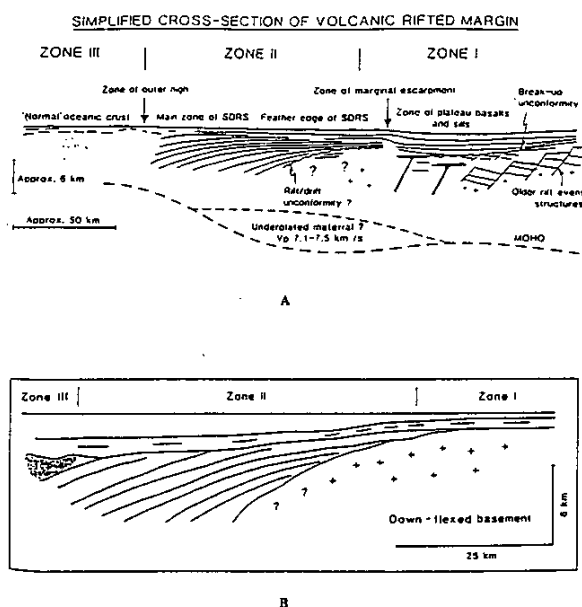 SIMPLIFIED CROSS-SECTION OF VOLCANIC RIFTED MARGIN
ZONE III
ZONE II
ZONE I
Zone of outer high
Zone of marginal escarpment
Break-up
unconformity
'Normal' oceanic crust
Main zone of SDRS
Feather edge of SDRS
Zone of plateau basalts
and sills
?
?
Approx. 6 km
Rift/drift
unconformity ?
Older rift event
structures
Approx. 50 km
Underplated material ?
Vp 7.1-7.5 km /s
MOHO
A
Zone III
Zone II
Zone I
?
?
6 km
Down-flexed basement
25 km
B